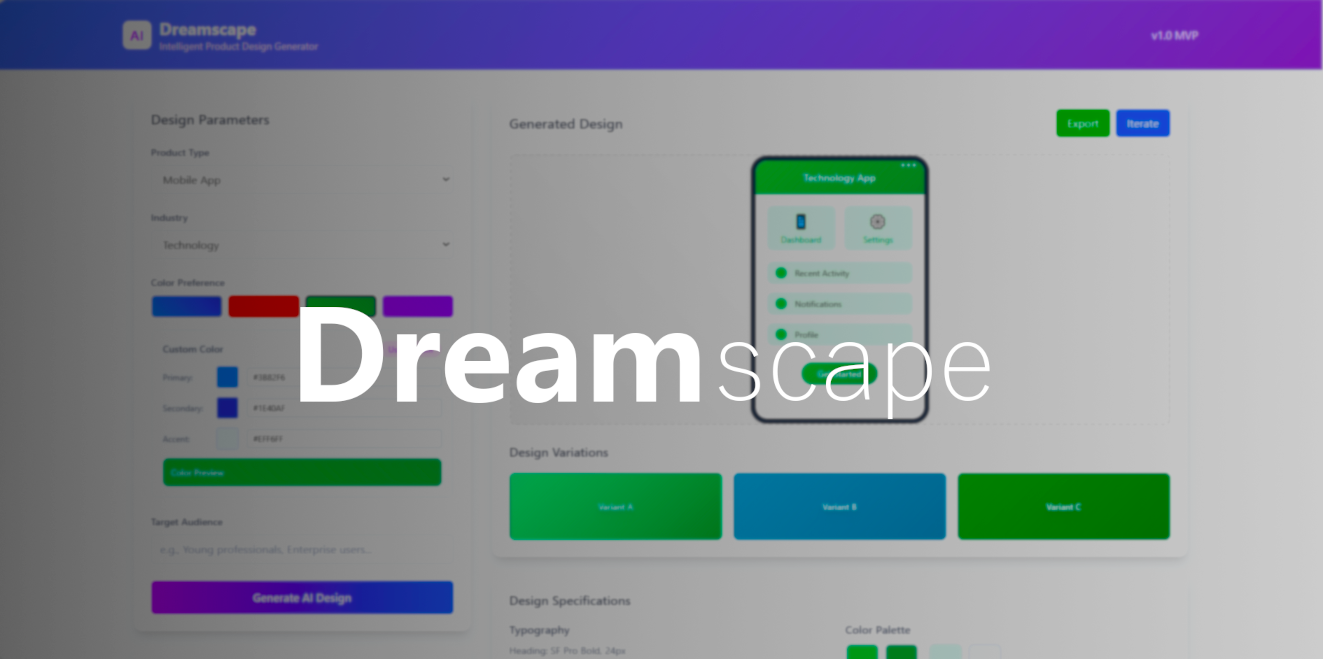 AI
Dreamscape
Intelligent Product Design Generator
v1.0 MVP
Design Parameters
Product Type
Mobile App
Industry
Technology
Color Preference
Custom Color
Primary:
#3B82F6
Secondary:
#1E40AF
Accent:
Color Preview
Target Audience
e.g., Young professionals, Enterprise users...
Generate AI Design
Generated Design
Export
Iterate
Technology App
Dashboard
Settings
Recent Activity
Notifications
Profile
Dreamscape
Design Variations
Variant A
Variant B
Variant C
Design Specifications
Typography
Heading: SF Pro Bold, 24px
Color Palette